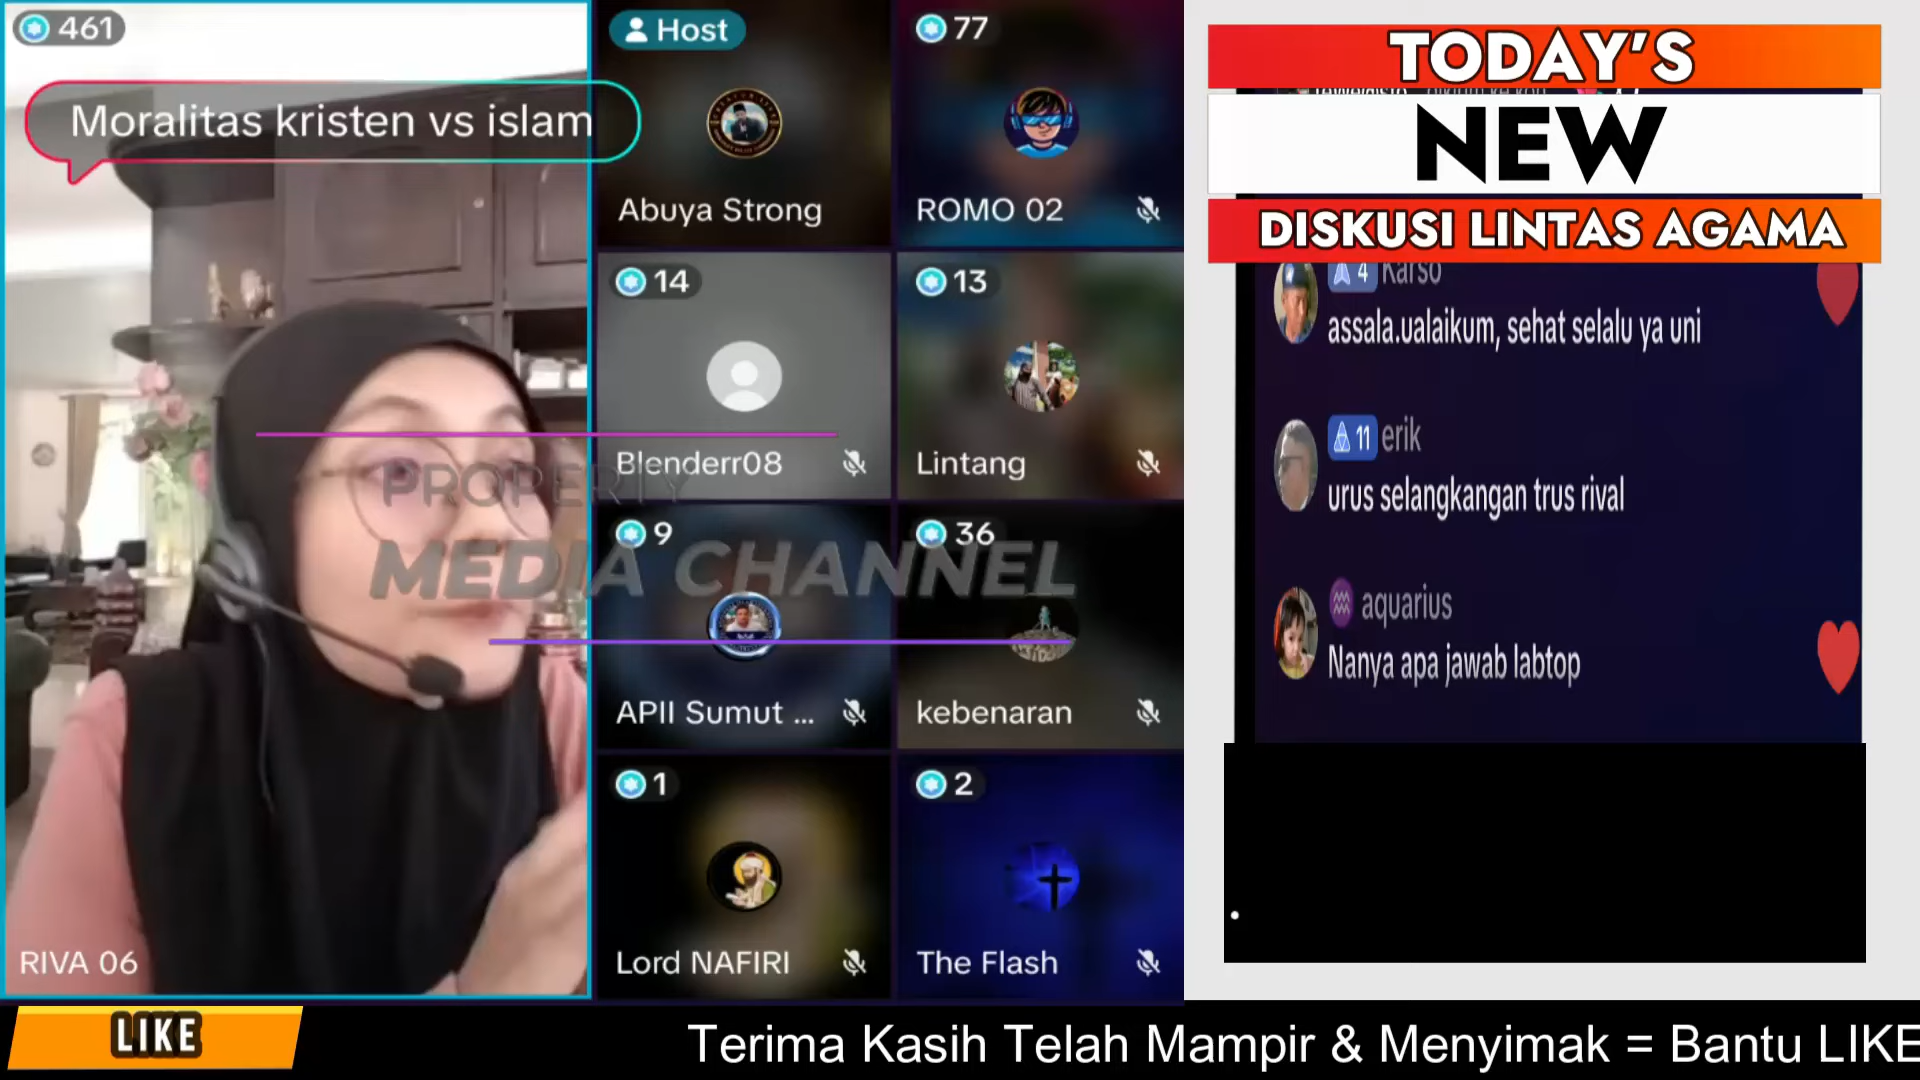 461
Moralitas kristen vs islam
RIVA 06
Host
Abuya Strong
77
ROMO 02
14
Blenderr08
13
Lintang
9
APII Sumut ...
36
kebenaran
1
Lord NAFIRI
2
The Flash
PROPERTY
MEDIA CHANNEL
TODAY'S
NEW
DISKUSI LINTAS AGAMA
4 Karso
assala.ualaikum, sehat selalu ya uni
11 erik
urus selangkangan trus rival
aquarius
Nanya apa jawab labtop
LIKE
Terima Kasih Telah Mampir & Menyimak = Bantu LIKE